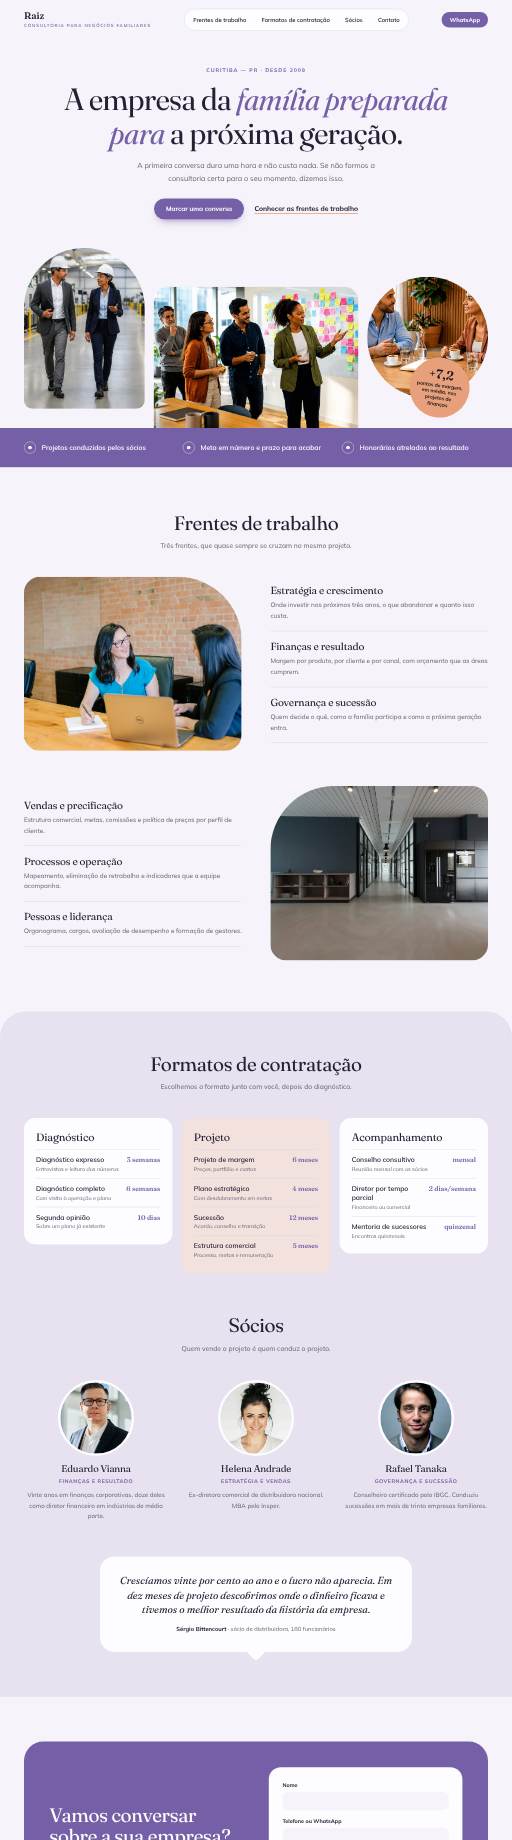 Raiz
CONSULTORIA PARA NEGÓCIOS FAMILIARES
Frentes de trabalho
Formatos de contratação
Sócios
Contato
WhatsApp
CURITIBA — PR · DESDE 2008
A empresa da família preparada
para a próxima geração.
A primeira conversa dura uma hora e não custa nada. Se não formos a
consultoria certa para o seu momento, dizemos isso.
Marcar uma conversa
Conhecer as frentes de trabalho
+7,2
pontos de margem,
em média, nos
projetos de
finanças
Projetos conduzidos pelos sócios
Meta em número e prazo para acabar
Honorários atrelados ao resultado
Frentes de trabalho
Três frentes, que quase sempre se cruzam no mesmo projeto.
Estratégia e crescimento
Onde investir nos próximos três anos, o que abandonar e quanto isso
custa.
Finanças e resultado
Margem por produto, por cliente e por canal, com orçamento que as áreas
cumprem.
Governança e sucessão
Quem decide o quê, como a família participa e como a próxima geração
entra.
Vendas e precificação
Estrutura comercial, metas, comissões e política de preços por perfil de
cliente.
Processos e operação
Mapeamento, eliminação de retrabalho e indicadores que a equipe
acompanha.
Pessoas e liderança
Organograma, cargos, avaliação de desempenho e formação de gestores.
Formatos de contratação
Escolhemos o formato junto com você, depois do diagnóstico.
Diagnóstico
Diagnóstico expresso
3 semanas
Entrevistas e leitura dos números
Diagnóstico completo
6 semanas
Com visita à operação e plano
Segunda opinião
10 dias
Sobre um plano já existente
Projeto
Projeto de margem
6 meses
Preços, portfólio e custos
Plano estratégico
4 meses
Com desdobramento em metas
Sucessão
12 meses
Acordo, conselho e transição
Estrutura comercial
5 meses
Processo, metas e remuneração
Acompanhamento
Conselho consultivo
mensal
Reunião mensal com os sócios
Diretor por tempo
parcial
2 dias/semana
Financeiro ou comercial
Mentoria de sucessores
quinzenal
Encontros quinzenais
Sócios
Quem vende o projeto é quem conduz o projeto.
Eduardo Vianna
FINANÇAS E RESULTADO
Vinte anos em finanças corporativas, doze deles
como diretor financeiro em indústrias de médio
porte.
Helena Andrade
ESTRATÉGIA E VENDAS
Ex-diretora comercial de distribuidora nacional,
MBA pelo Insper.
Rafael Tanaka
GOVERNANÇA E SUCESSÃO
Conselheiro certificado pelo IBGC. Conduziu
sucessões em mais de trinta empresas familiares.
Crescíamos vinte por cento ao ano e o lucro não aparecia. Em
dez meses de projeto descobrimos onde o dinheiro ficava e
tivemos o melhor resultado da história da empresa.
Sérgio Bittencourt · sócio de distribuidora, 180 funcionários
Vamos conversar
sobre a sua empresa?
Nome
Telefone ou WhatsApp